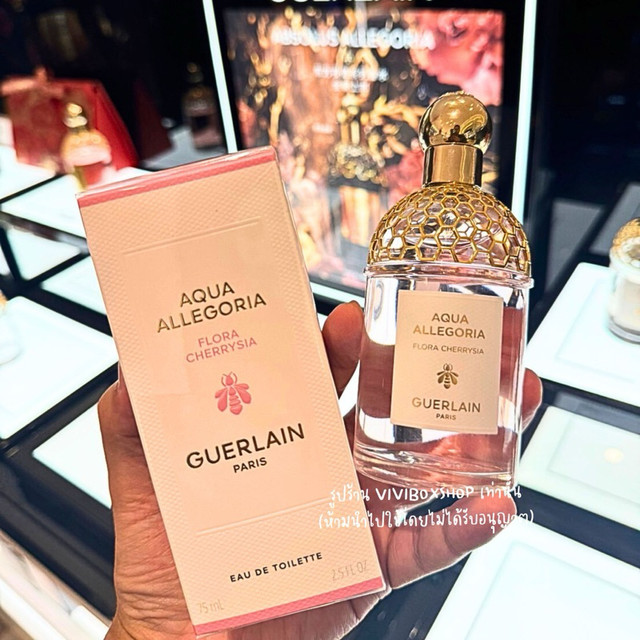 ABSOLUS ALLEGORIA
AQUA
ALLEGORIA
FLORA
CHERRYSIA
GUERLAIN
PARIS
EAU DE TOILETTE
75 mL
2.5 FL OZ
AQUA
ALLEGORIA
FLORA CHERRYSIA
GUERLAIN
PARIS
รูปร้าน VIVIBOXSHOP เท่านั้น
(ห้ามนำไปใช้โดยไม่ได้รับอนุญาต)